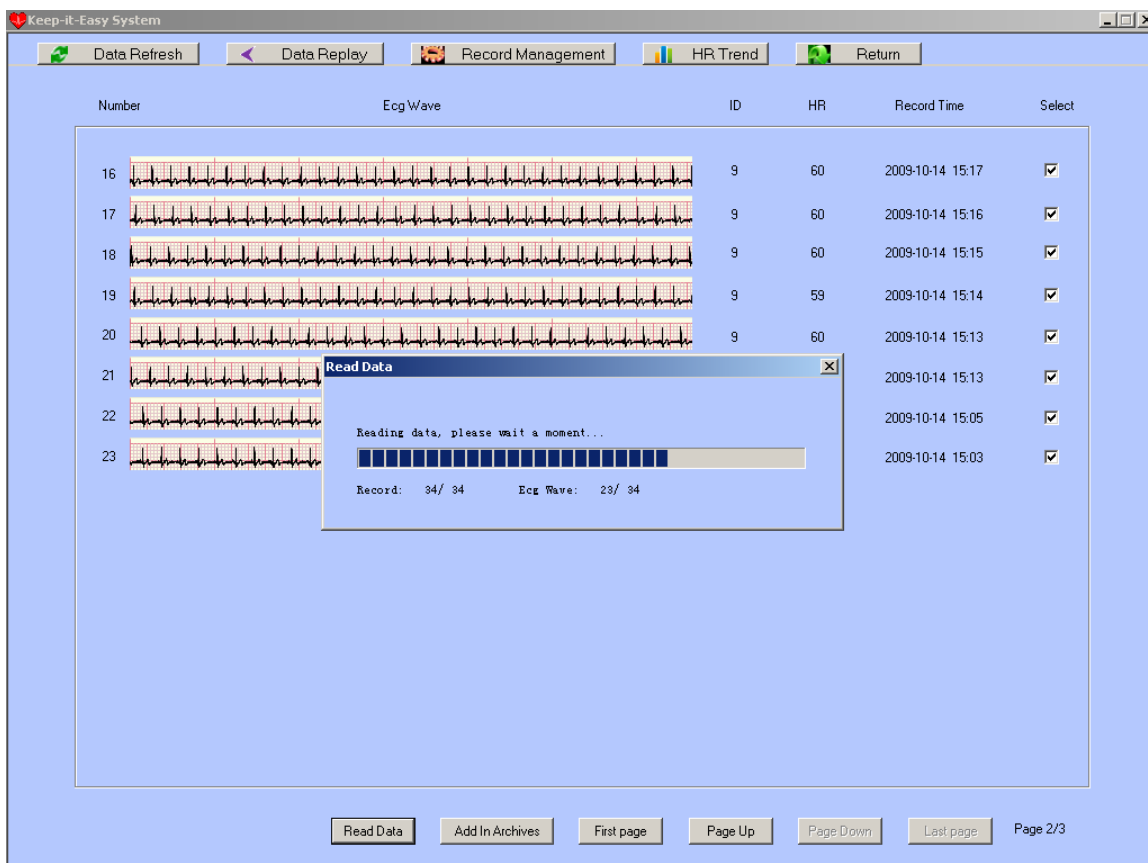 Keep-it-Easy System
Data Refresh Data Replay Record Management HR Trend Return
Number Ecg Wave ID HR Record Time Select
16 9 60 2009-10-14 15:17
17 9 60 2009-10-14 15:16
18 9 60 2009-10-14 15:15
19 9 59 2009-10-14 15:14
20 9 60 2009-10-14 15:13
Read Data
21 2009-10-14 15:13
22 2009-10-14 15:05
Reading data, please wait a moment...
23 2009-10-14 15:03
Record: 34/ 34 Ecg Wave: 23/ 34
Read Data Add In Archives First page Page Up Page Down Last page Page 2/3